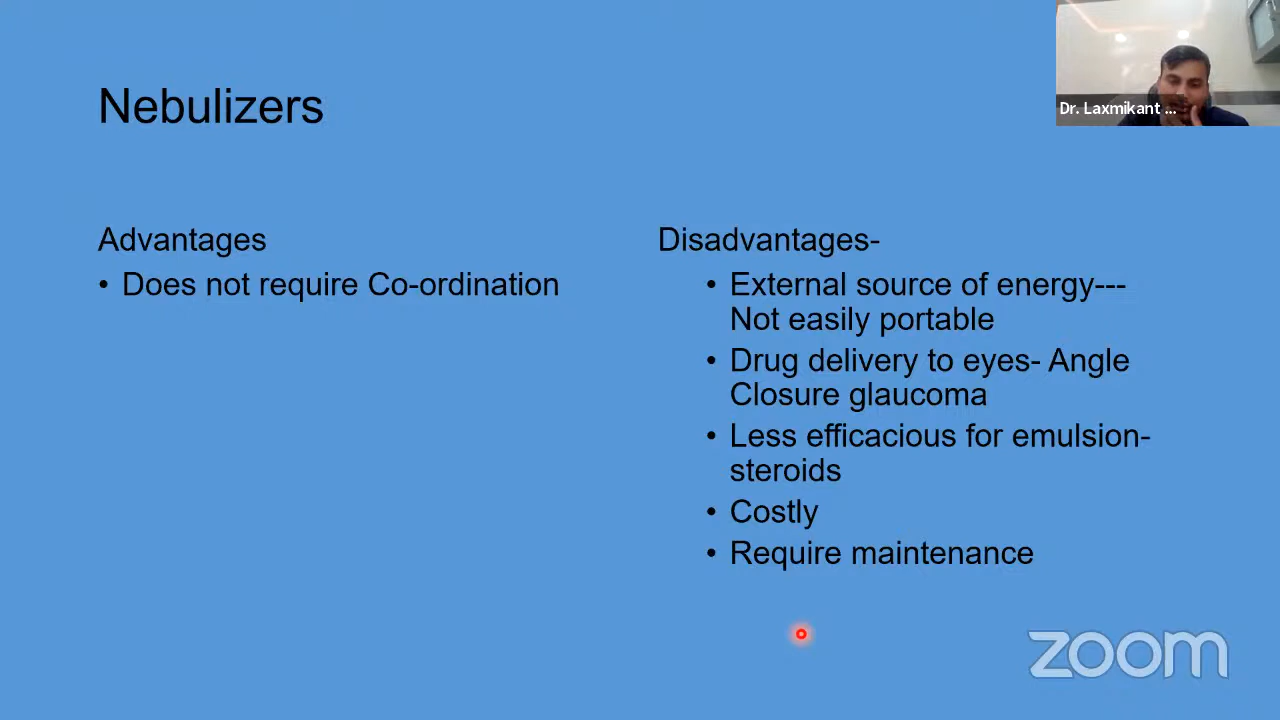 Dr. Laxmikant ...
Nebulizers
Advantages
• Does not require Co-ordination
Disadvantages-
• External source of energy---
Not easily portable
• Drug delivery to eyes- Angle
Closure glaucoma
• Less efficacious for emulsion-
steroids
• Costly
• Require maintenance
zoom